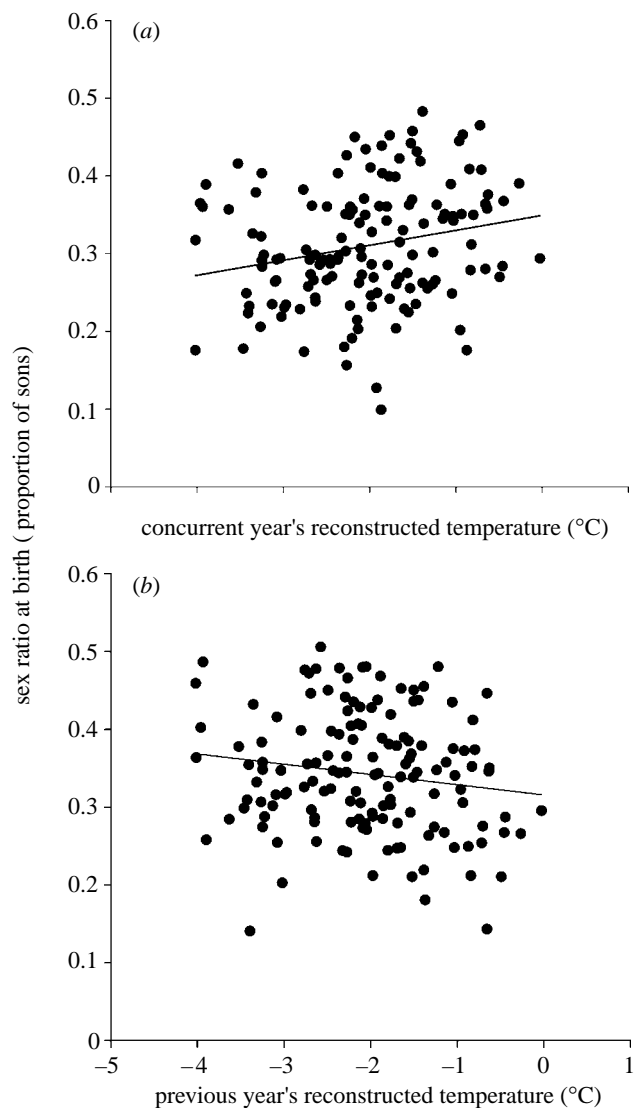 (a)
0.6
0.5
0.4
0.3
0.2
0.1
0
concurrent year's reconstructed temperature (°C)
sex ratio at birth ( proportion of sons)
(b)
0.6
0.5
0.4
0.3
0.2
0.1
0
–5 –4 –3 –2 –1 0 1
previous year's reconstructed temperature (°C)